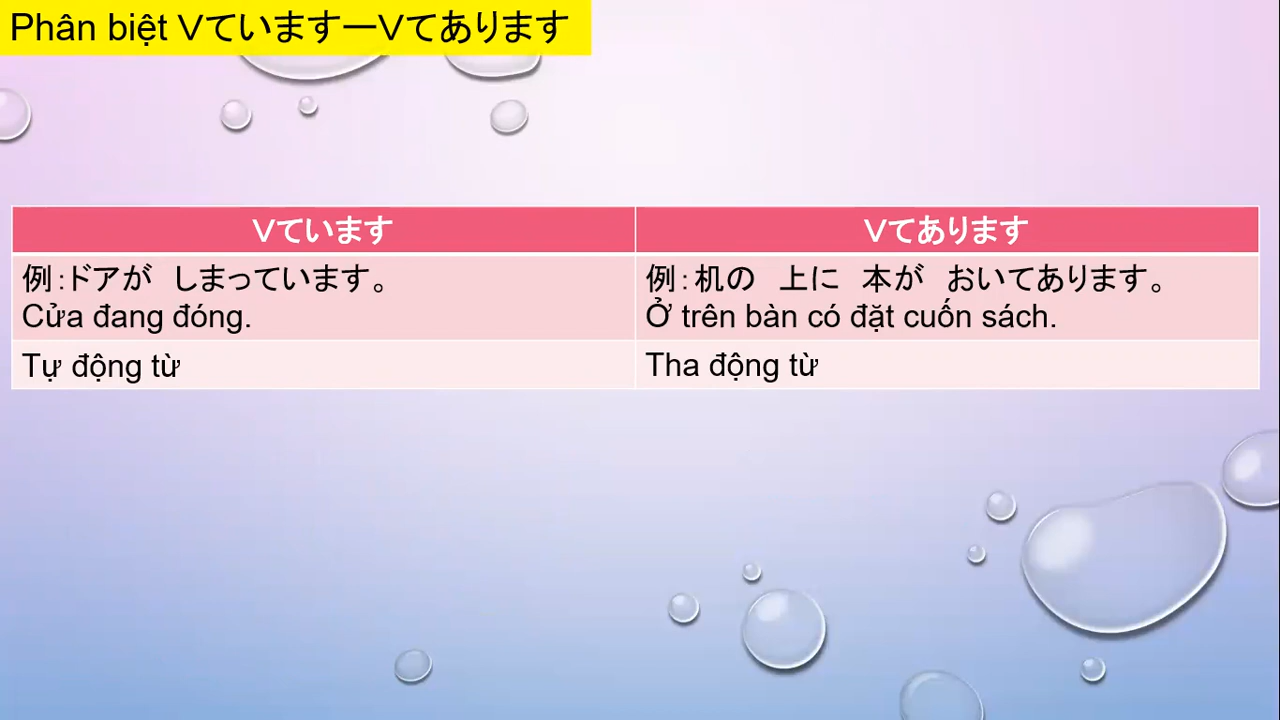 Phân biệt VていますーVてあります
Vています
Vてあります
例：ドアが　しまっています。
Cửa đang đóng.
例：机の　上に　本が　おいてあります。
Ở trên bàn có đặt cuốn sách.
Tự động từ
Tha động từ